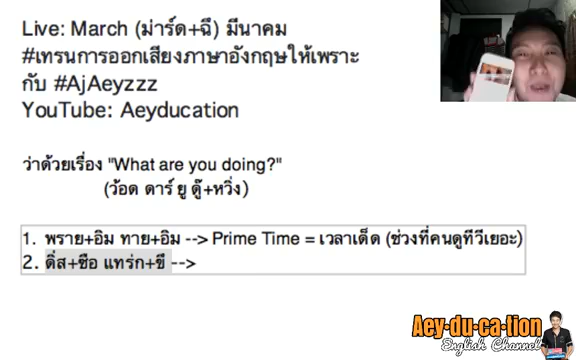 Live: March (ม่าร์ด+ฉึ) มีนาคม
#เทรนการออกเสียงภาษาอังกฤษให้เพราะ
กับ #AjAeyzzz
YouTube: Aeyducation
ว่าด้วยเรื่อง "What are you doing?"
(ว้อด ดาร์ ยู ดู๊+หวิ่ง)
1. พราย+อิม ทาย+อิม --> Prime Time = เวลาเด็ด (ช่วงที่คนดูทีวีเยอะ)
2. ดิ่ส+ซือ แทร่ก+ขึ -->
Aey·du·ca·tion
English Channel